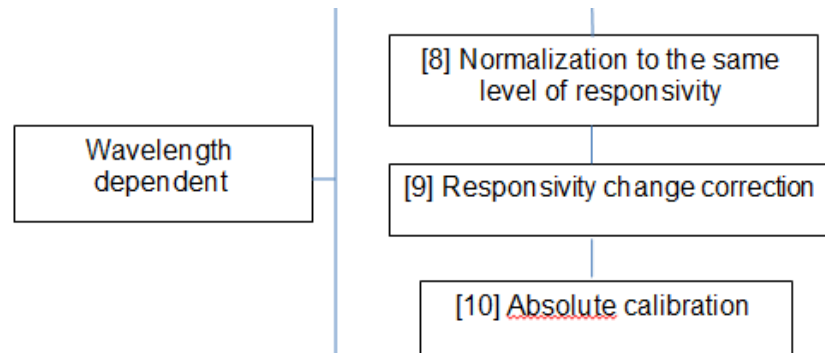 [8] Normalization to the same
level of responsivity
Wavelength
dependent
[9] Responsivity change correction
[10] Absolute calibration